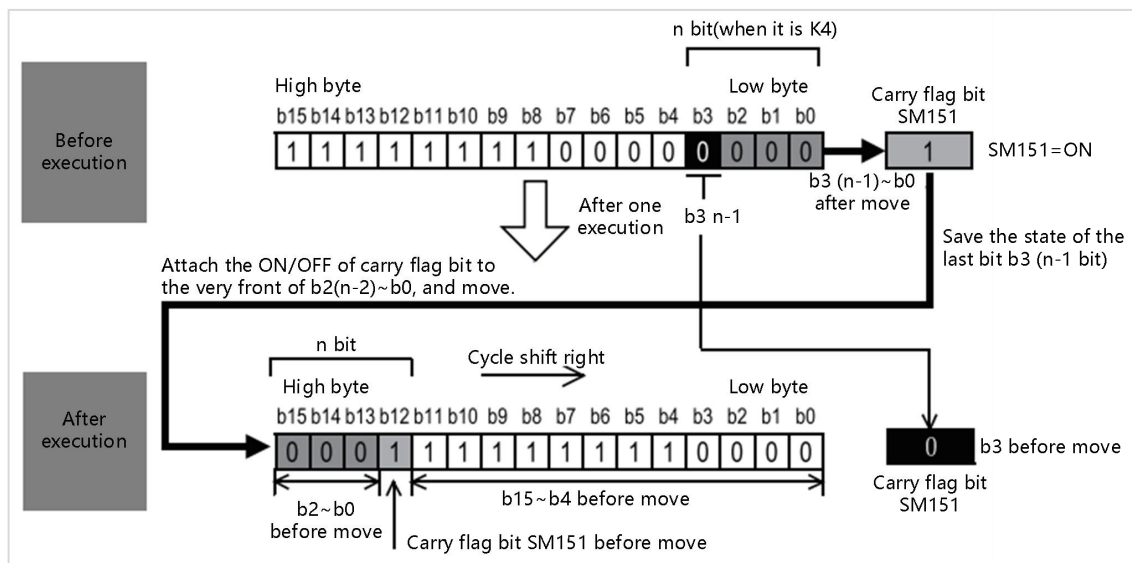 n bit(when it is K4)
High byte
Low byte
Carry flag bit
SM151
b15 b14 b13 b12 b11 b10 b9 b8 b7 b6 b5 b4 b3 b2 b1 b0
Before
execution
1 1 1 1 1 1 1 1 0 0 0 0 0 0 0 0
1
SM151=ON
b3 (n-1)~b0
after move
After one
execution
b3 n-1
Save the state of the
last bit b3 (n-1 bit)
Attach the ON/OFF of carry flag bit to
the very front of b2(n-2)~b0, and move.
n bit
Cycle shift right
High byte
Low byte
b15 b14 b13 b12 b11 b10 b9 b8 b7 b6 b5 b4 b3 b2 b1 b0
After
execution
0 0 0 1 1 1 1 1 1 1 1 1 0 0 0 0
0
b3 before move
Carry flag bit
SM151
b2~b0
before move
b15~b4 before move
Carry flag bit SM151 before move